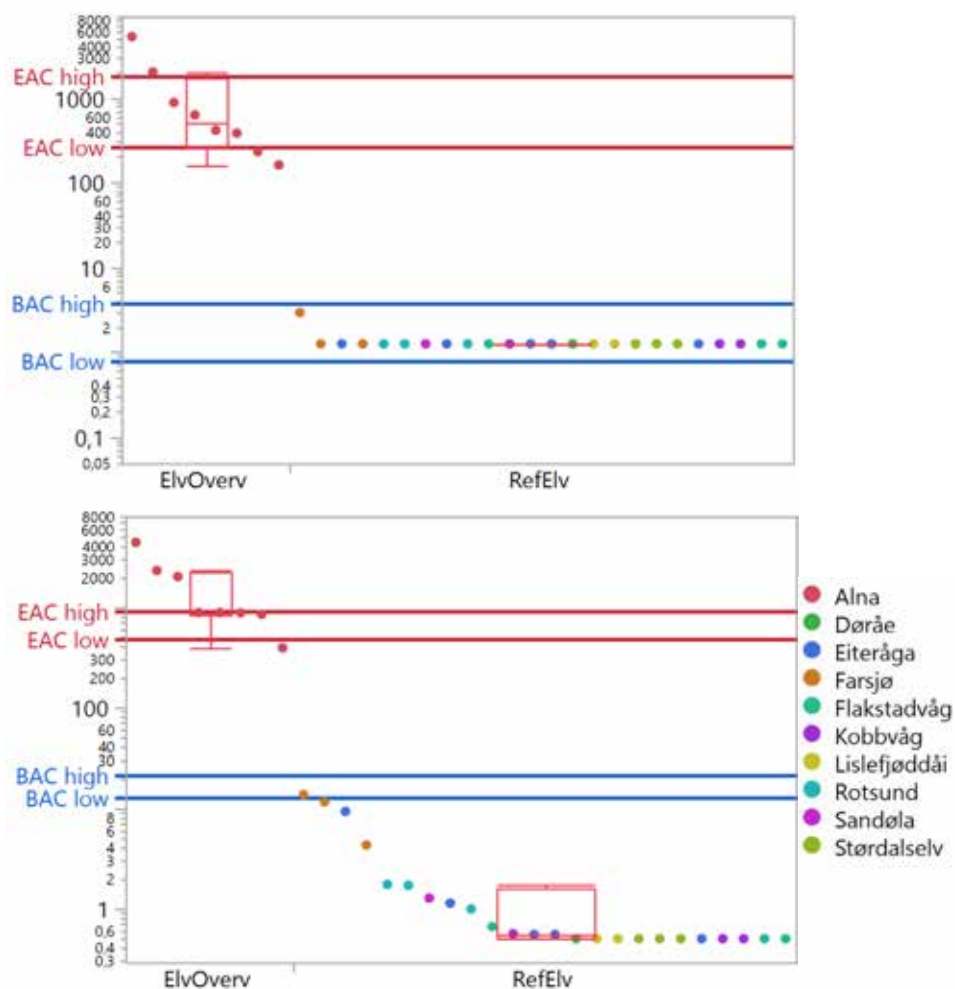 8000
6000
4000
3000
EAC high
1000
600
400
EAC low
100
60
40
30
20
10
6
BAC high
2
BAC low
0,4
0,3
0,2
0,1
0,05
ElvOverv RefElv
8000
6000
4000
3000
2000
EAC high
EAC low
300
200
100
60
40
30
BAC high
BAC low
8
6
4
3
2
1
0,6
0,4
0,3
ElvOverv RefElv
Alna
Døråe
Eiteråga
Farsjø
Flakstadvåg
Kobbvåg
Lislefjøddåi
Rotsund
Sandøla
Størdalselv